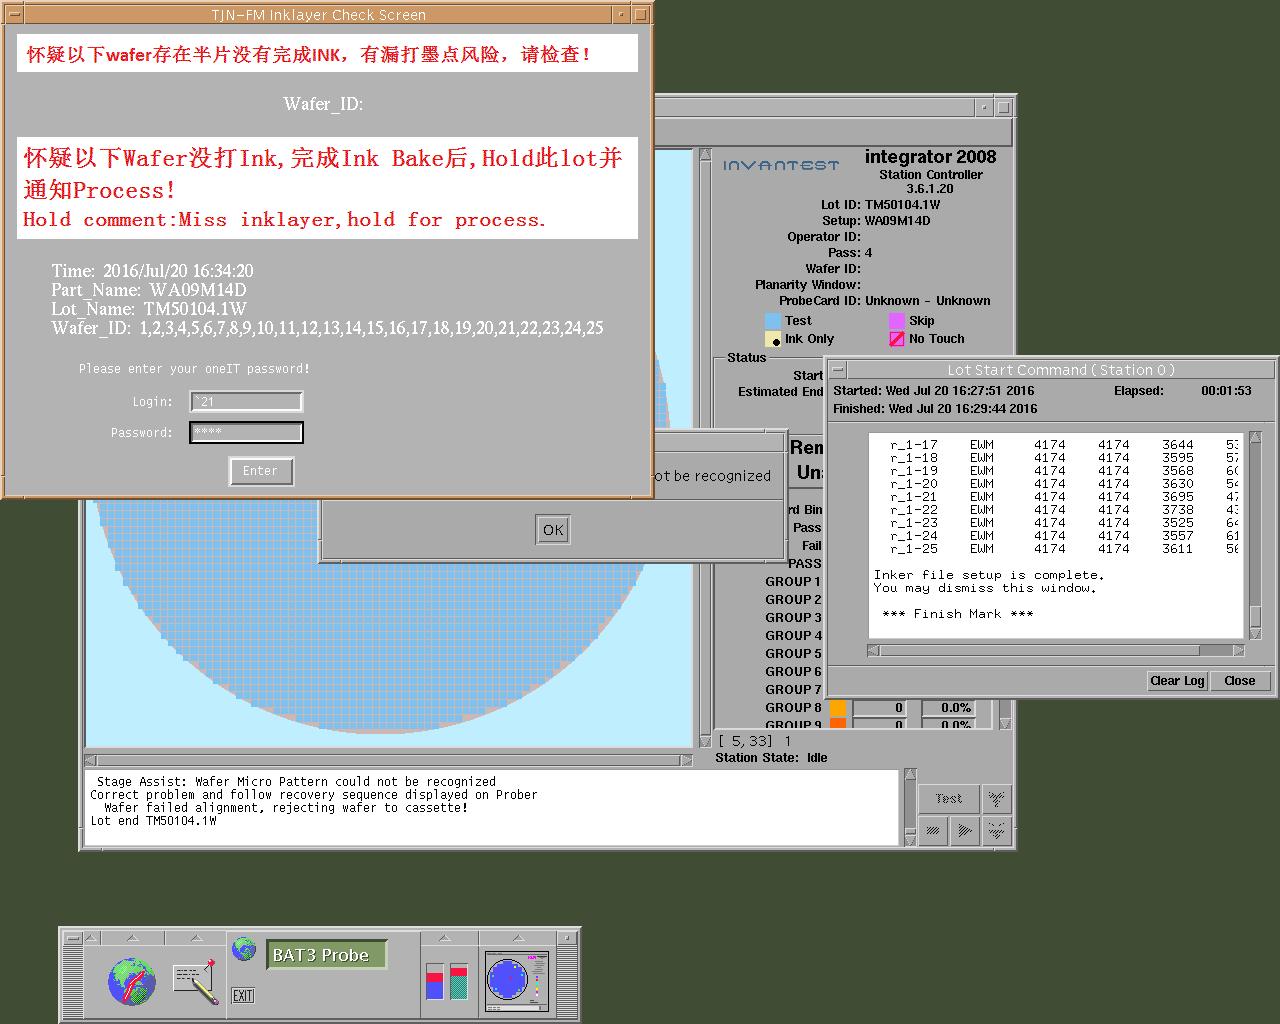 TJN-FM Inklayer Check Screen
怀疑以下wafer存在半片没有完成INK，有漏打墨点风险，请检查！
Wafer_ID:
怀疑以下Wafer没打Ink,完成Ink Bake后,Hold此lot并
通知Process!
Hold comment:Miss inklayer,hold for process.
Time: 2016/Jul/20 16:34:20
Part_Name: WA09M14D
Lot_Name: TM50104.1W
Wafer_ID: 1,2,3,4,5,6,7,8,9,10,11,12,13,14,15,16,17,18,19,20,21,22,23,24,25
Please enter your oneIT password!
Login: `21
Password: ****
Enter
ot be recognized
OK
INVANTEST
integrator 2008
Station Controller
3.6.1.20
Lot ID: TM50104.1W
Setup: WA09M14D
Operator ID:
Pass: 4
Wafer ID:
Planarity Window:
ProbeCard ID: Unknown - Unknown
Test Skip
Ink Only No Touch
Status
Start
Estimated End
Rem
Una
rd Bin
Pass
Fail
PASS
GROUP 1
GROUP 2
GROUP 3
GROUP 4
GROUP 5
GROUP 6
GROUP 7
GROUP 8 0 0.0%
GROUP 9 0 0.0%
[ 5,33] 1
Station State: Idle
Lot Start Command ( Station 0 )
Started: Wed Jul 20 16:27:51 2016 Elapsed: 00:01:53
Finished: Wed Jul 20 16:29:44 2016
r_1-17 EWM 4174 4174 3644 53
r_1-18 EWM 4174 4174 3595 57
r_1-19 EWM 4174 4174 3568 60
r_1-20 EWM 4174 4174 3630 54
r_1-21 EWM 4174 4174 3695 47
r_1-22 EWM 4174 4174 3738 43
r_1-23 EWM 4174 4174 3525 64
r_1-24 EWM 4174 4174 3557 61
r_1-25 EWM 4174 4174 3611 56
Inker file setup is complete.
You may dismiss this window.
*** Finish Mark ***
Clear Log Close
Stage Assist: Wafer Micro Pattern could not be recognized
Correct problem and follow recovery sequence displayed on Prober
Wafer failed alignment, rejecting wafer to cassette!
Lot end TM50104.1W
Test
BAT3 Probe
EXIT